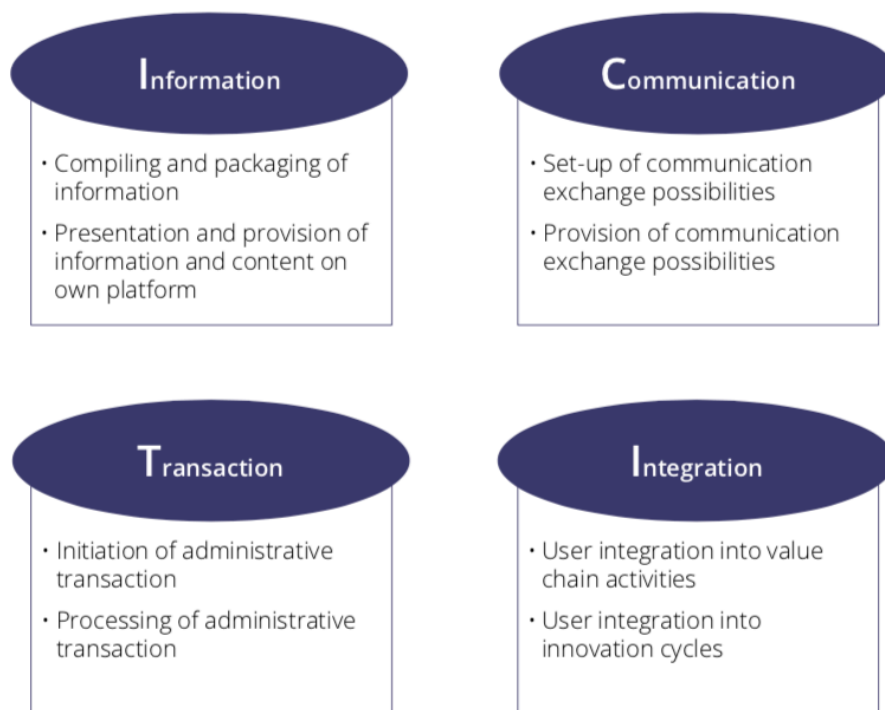 Information
• Compiling and packaging of
information
• Presentation and provision of
information and content on
own platform
Communication
• Set-up of communication
exchange possibilities
• Provision of communication
exchange possibilities
Transaction
• Initiation of administrative
transaction
• Processing of administrative
transaction
Integration
• User integration into value
chain activities
• User integration into
innovation cycles